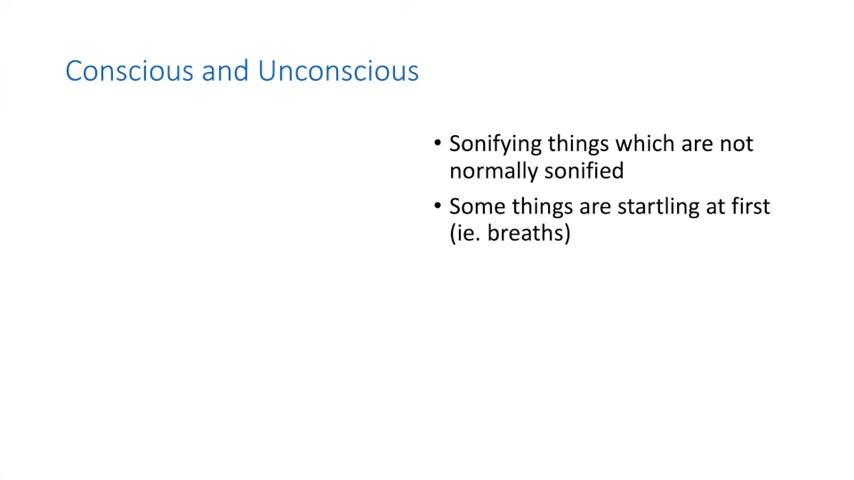 Conscious and Unconscious
• Sonifying things which are not
normally sonified
• Some things are startling at first
(ie. breaths)